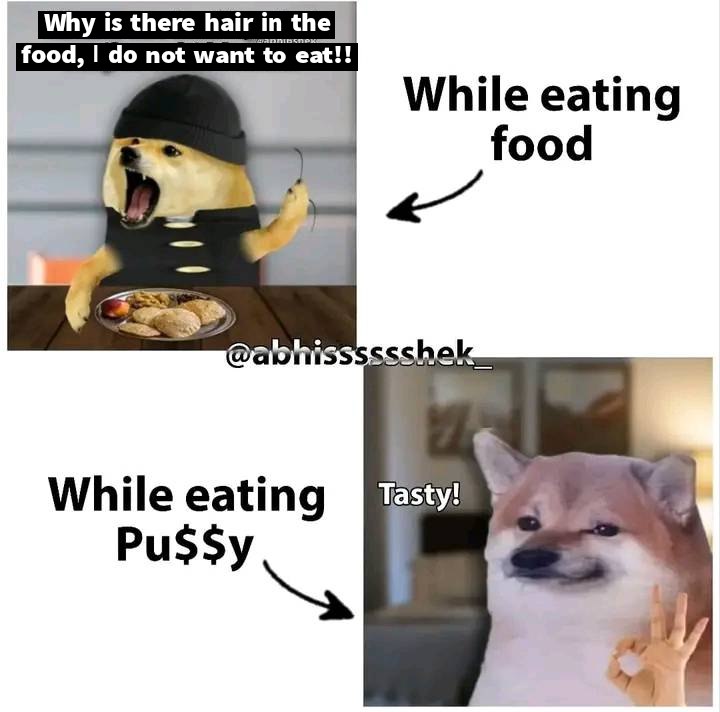 Why is there hair in the
food, I do not want to eat!!
While eating
food
@abhisssssshek_
While eating
Pu$$y
Tasty!